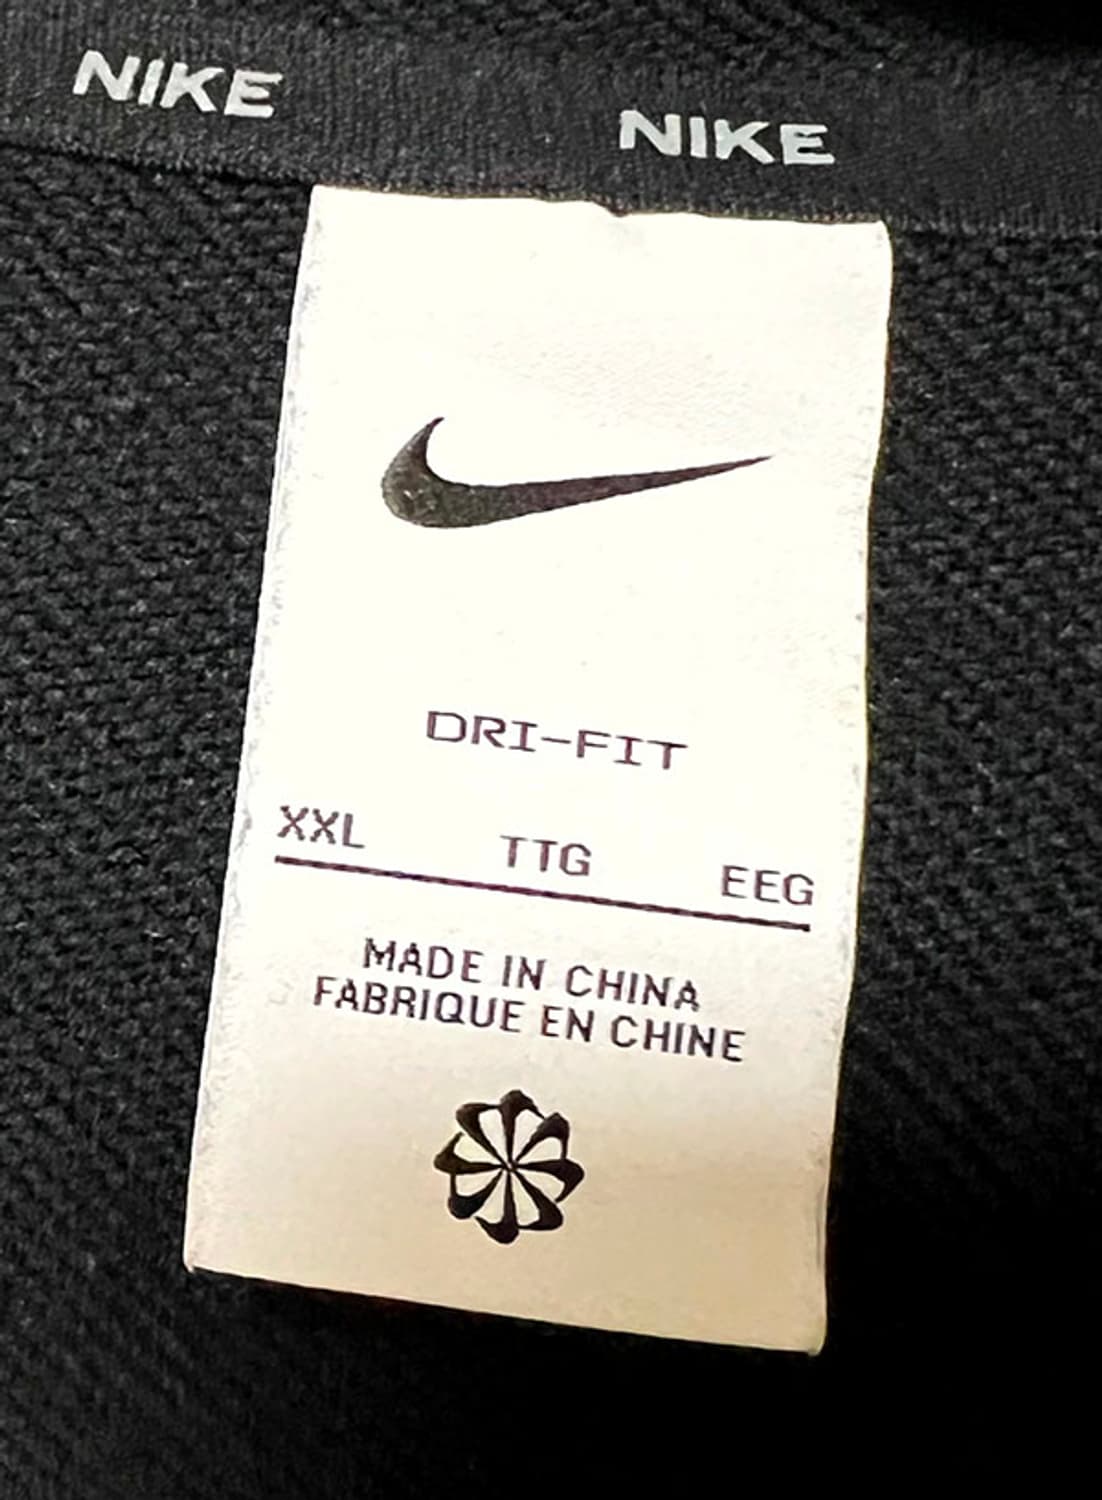 NIKE NIKE
DRI-FIT
XXL TTG EEG
MADE IN CHINA
FABRIQUE EN CHINE